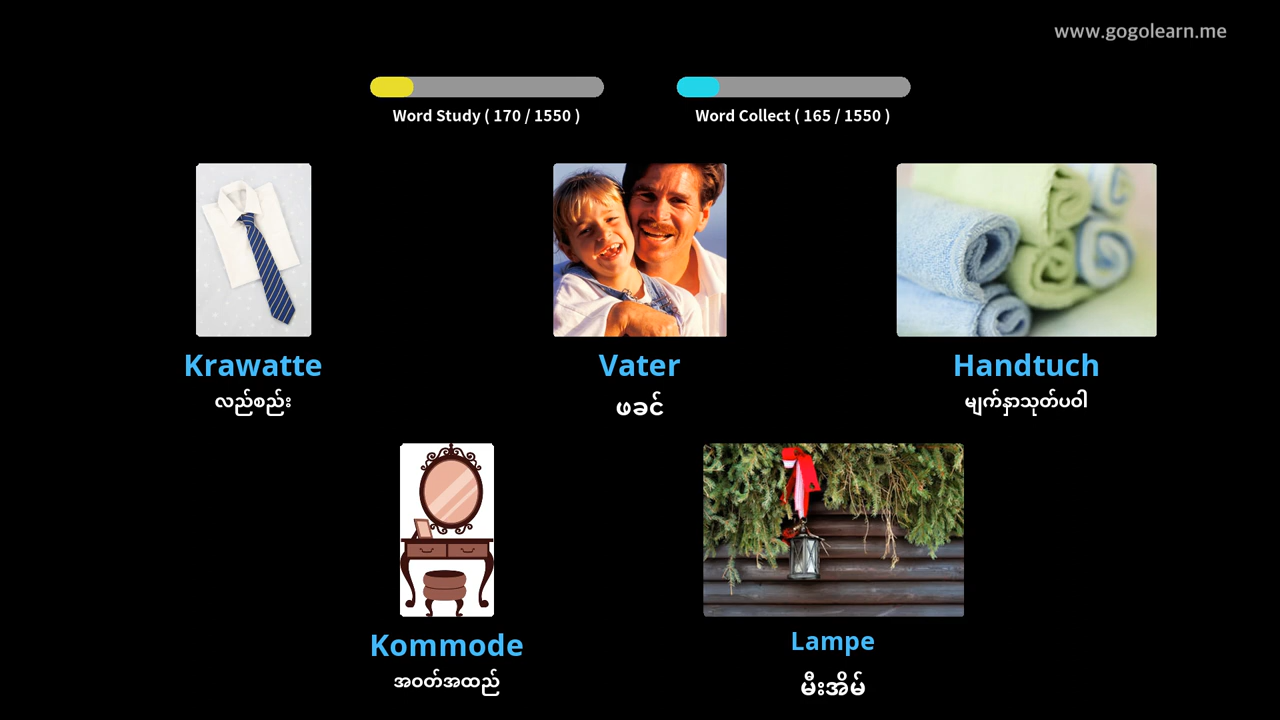 www.gogolearn.me
Word Study ( 170 / 1550 )
Word Collect ( 165 / 1550 )
Krawatte
လည်စည်း
Vater
ဖခင်
Handtuch
မျက်နှာသုတ်ပဝါ
Kommode
အဝတ်အထည်
Lampe
မီးအိမ်